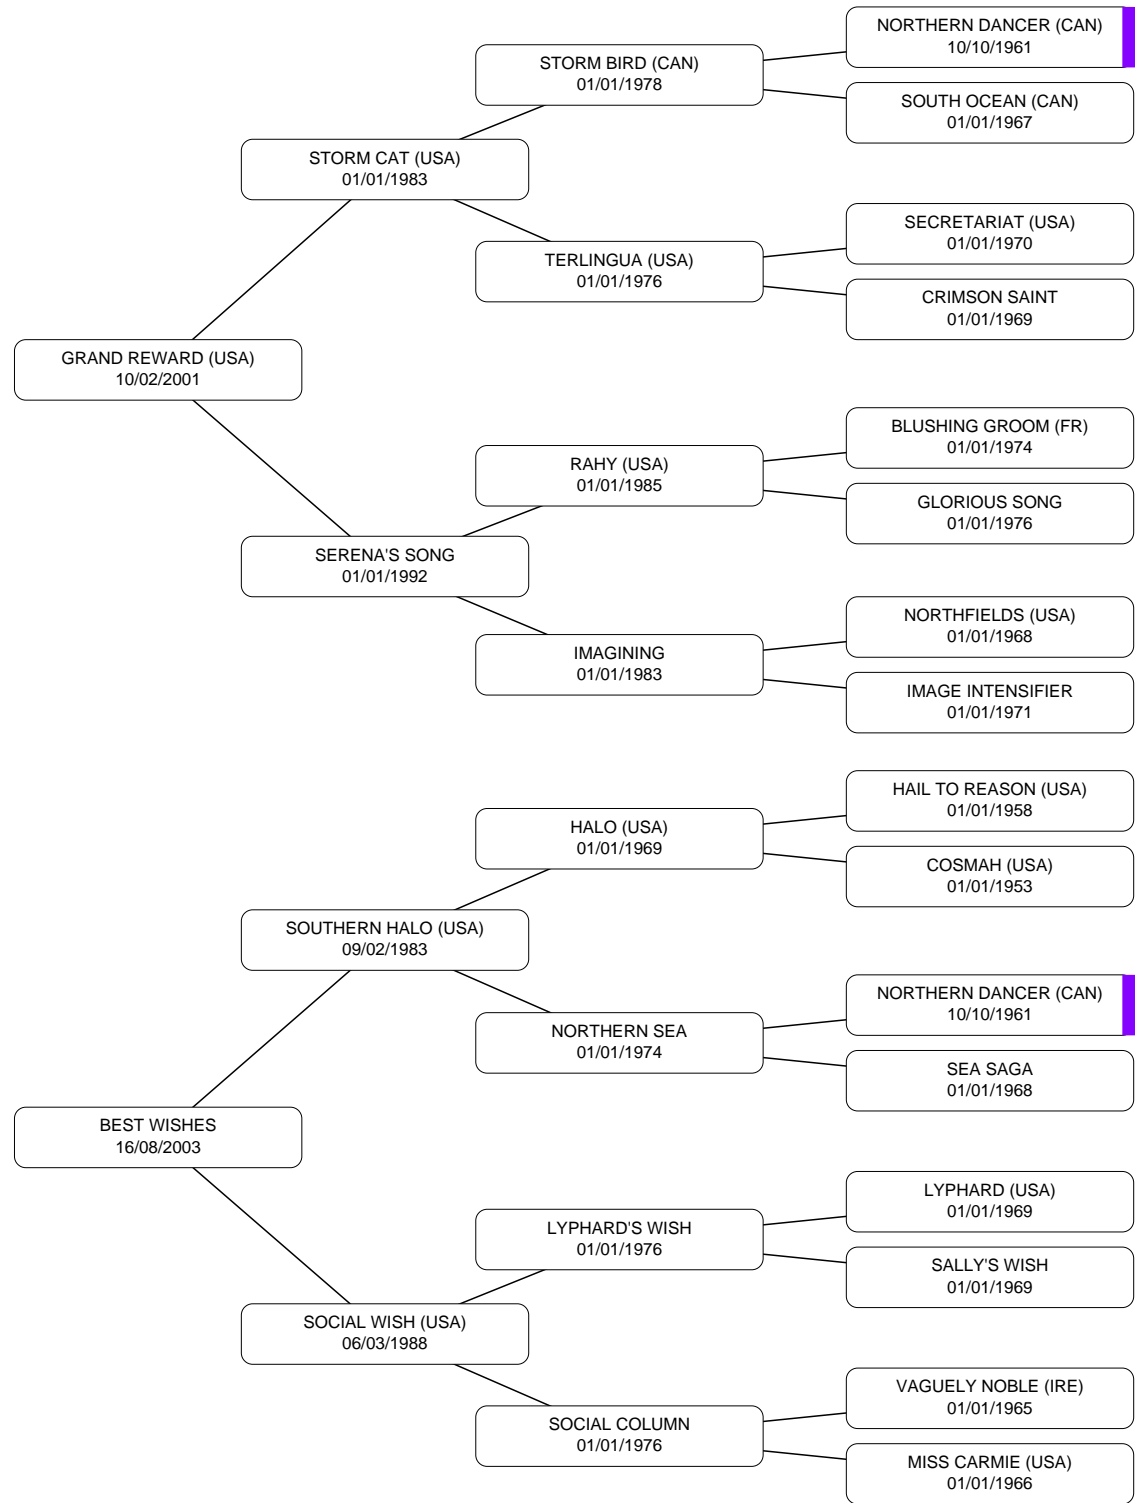 NORTHERN DANCER (CAN)
10/10/1961
STORM BIRD (CAN)
01/01/1978
SOUTH OCEAN (CAN)
01/01/1967
STORM CAT (USA)
01/01/1983
SECRETARIAT (USA)
01/01/1970
TERLINGUA (USA)
01/01/1976
CRIMSON SAINT
01/01/1969
GRAND REWARD (USA)
10/02/2001
BLUSHING GROOM (FR)
01/01/1974
RAHY (USA)
01/01/1985
GLORIOUS SONG
01/01/1976
SERENA'S SONG
01/01/1992
NORTHFIELDS (USA)
01/01/1968
IMAGINING
01/01/1983
IMAGE INTENSIFIER
01/01/1971
HAIL TO REASON (USA)
01/01/1958
HALO (USA)
01/01/1969
COSMAH (USA)
01/01/1953
SOUTHERN HALO (USA)
09/02/1983
NORTHERN DANCER (CAN)
10/10/1961
NORTHERN SEA
01/01/1974
SEA SAGA
01/01/1968
BEST WISHES
16/08/2003
LYPHARD (USA)
01/01/1969
LYPHARD'S WISH
01/01/1976
SALLY'S WISH
01/01/1969
SOCIAL WISH (USA)
06/03/1988
VAGUELY NOBLE (IRE)
01/01/1965
SOCIAL COLUMN
01/01/1976
MISS CARMIE (USA)
01/01/1966